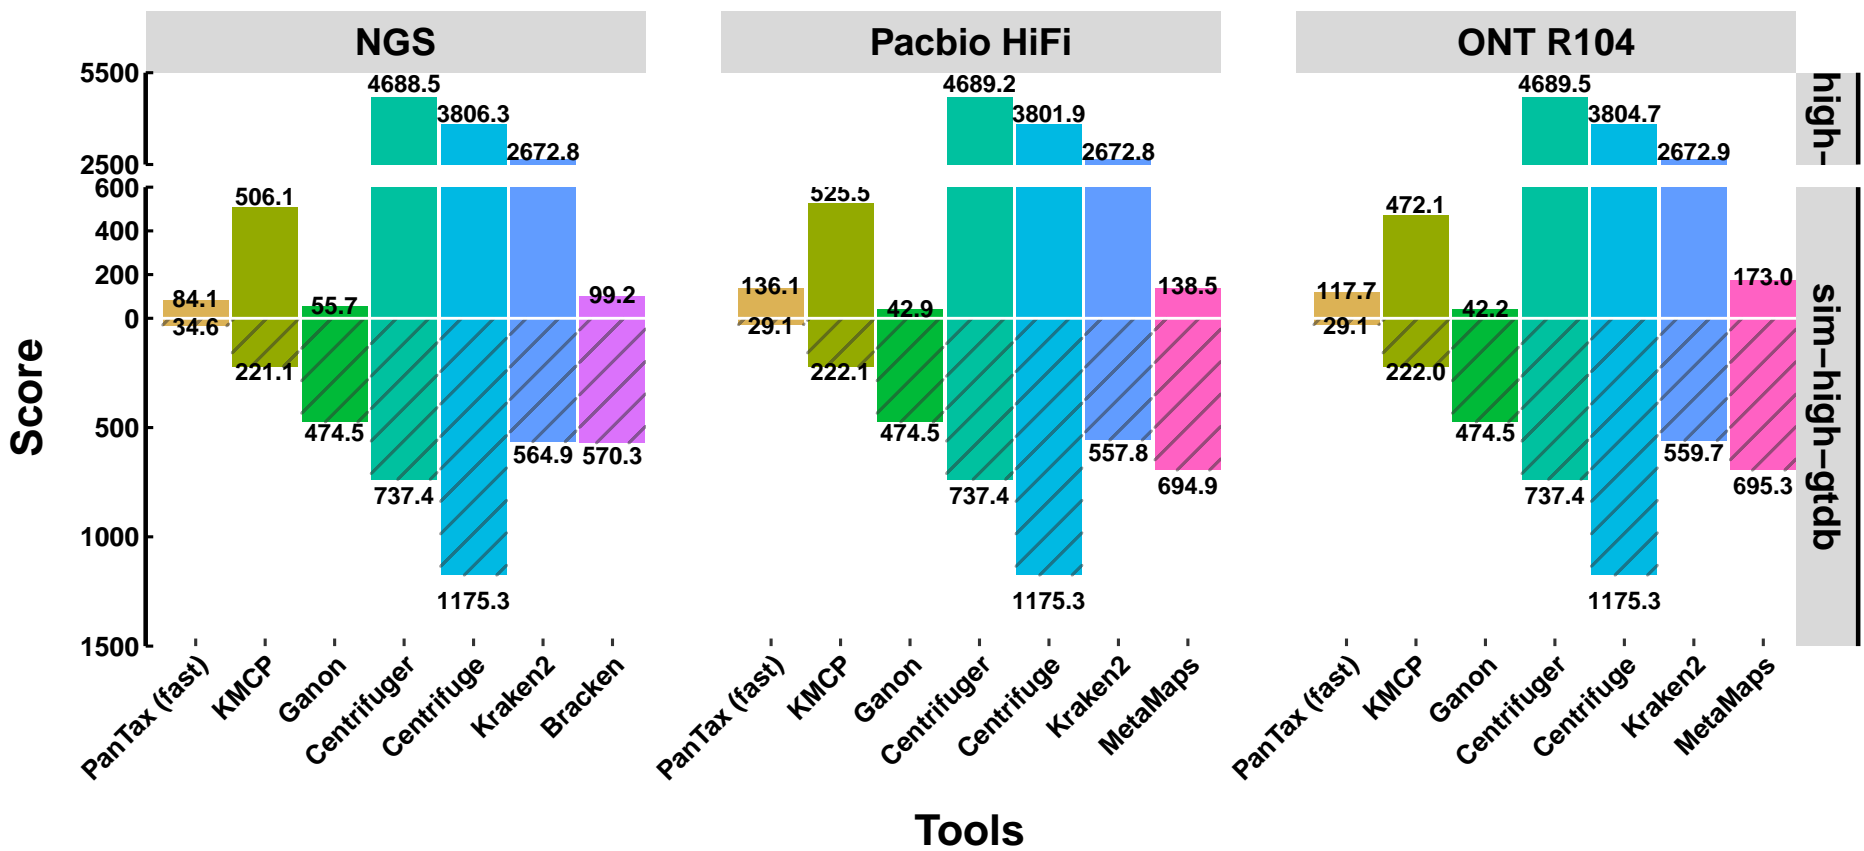 NGS
Pacbio HiFi
ONT R104
5500
2500
600
400
200
0
500
1000
1500
Score
4688.5
3806.3
2672.8
506.1
84.1
55.7
99.2
34.6
221.1
474.5
737.4
1175.3
564.9
570.3
4689.2
3801.9
2672.8
525.5
136.1
42.9
138.5
29.1
222.1
474.5
737.4
1175.3
557.8
694.9
4689.5
3804.7
2672.9
472.1
117.7
42.2
173.0
29.1
222.0
474.5
737.4
1175.3
559.7
695.3
high−
sim−high−gtdb
PanTax (fast)
KMCP
Ganon
Centrifuger
Centrifuge
Kraken2
Bracken
PanTax (fast)
KMCP
Ganon
Centrifuger
Centrifuge
Kraken2
MetaMaps
PanTax (fast)
KMCP
Ganon
Centrifuger
Centrifuge
Kraken2
MetaMaps
Tools